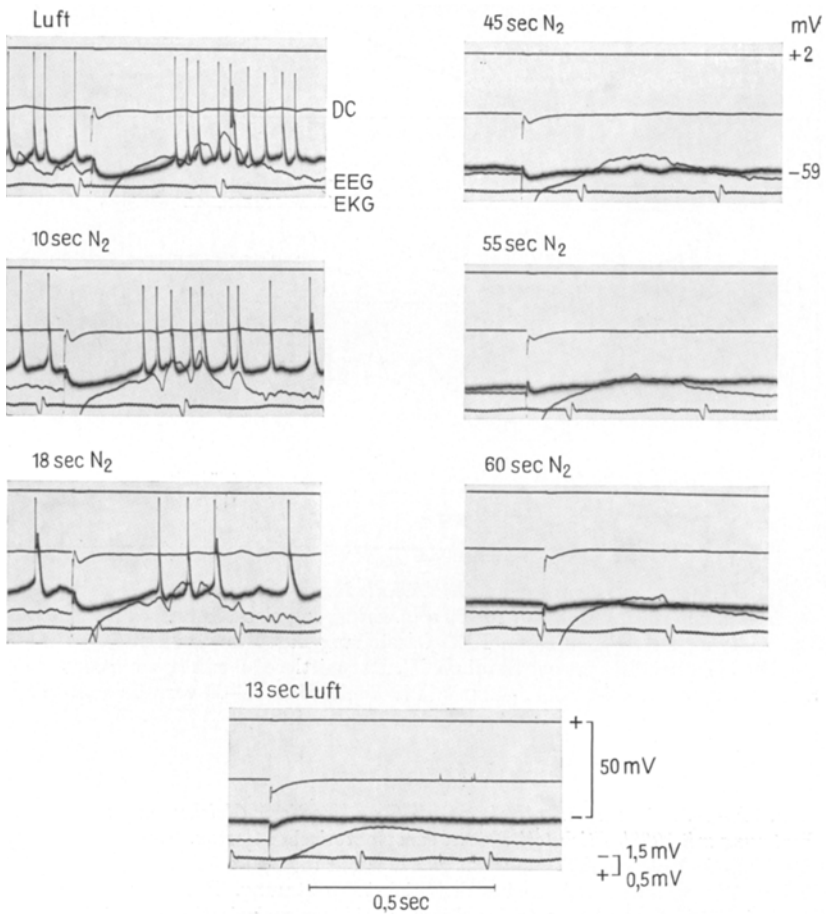 Luft
DC
EEG
EKG
10 sec N₂
18 sec N₂
45 sec N₂
mV
+2
-59
55 sec N₂
60 sec N₂
13 sec Luft
+
50 mV
-
- 1,5 mV
+ 0,5 mV
0,5 sec